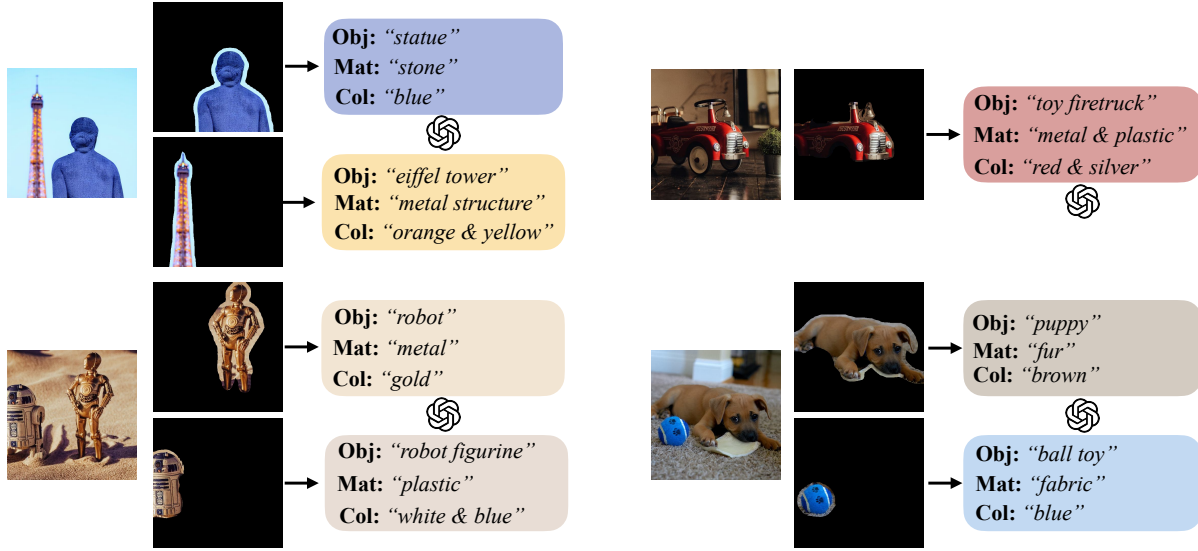 Obj: “statue”
Mat: “stone”
Col: “blue”
Obj: “eiffel tower”
Mat: “metal structure”
Col: “orange & yellow”
Obj: “toy firetruck”
Mat: “metal & plastic”
Col: “red & silver”
Obj: “robot”
Mat: “metal”
Col: “gold”
Obj: “robot figurine”
Mat: “plastic”
Col: “white & blue”
Obj: “puppy”
Mat: “fur”
Col: “brown”
Obj: “ball toy”
Mat: “fabric”
Col: “blue”